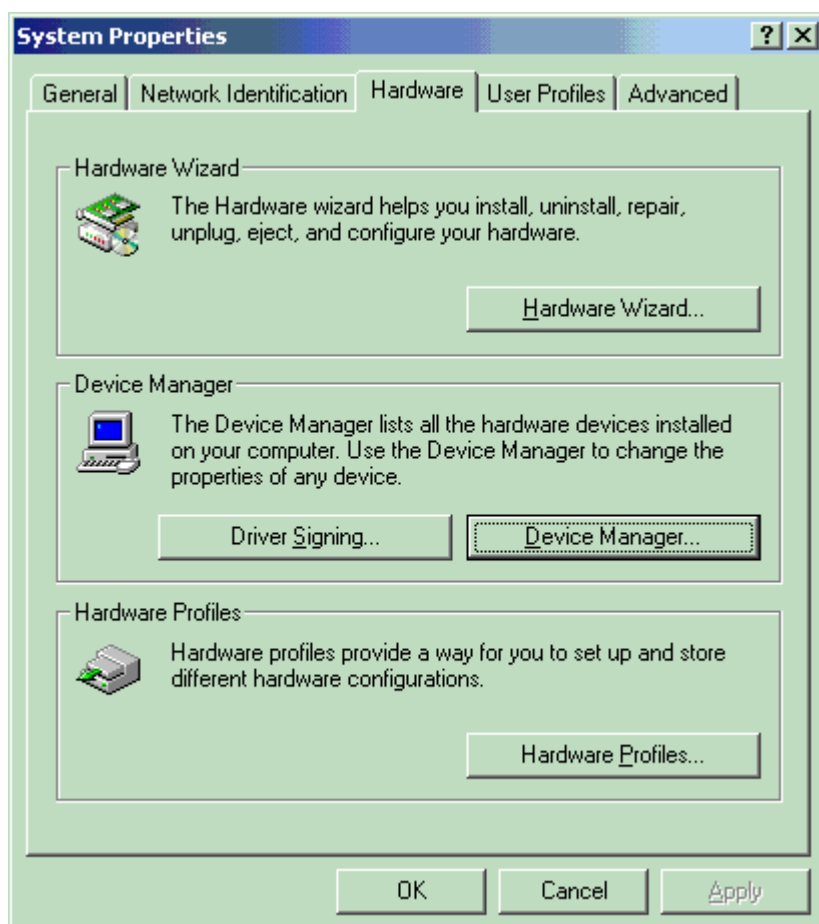 System Properties
General
Network Identification
Hardware
User Profiles
Advanced
Hardware Wizard
The Hardware wizard helps you install, uninstall, repair,
unplug, eject, and configure your hardware.
Hardware Wizard...
Device Manager
The Device Manager lists all the hardware devices installed
on your computer. Use the Device Manager to change the
properties of any device.
Driver Signing...
Device Manager...
Hardware Profiles
Hardware profiles provide a way for you to set up and store
different hardware configurations.
Hardware Profiles...
OK
Cancel
Apply